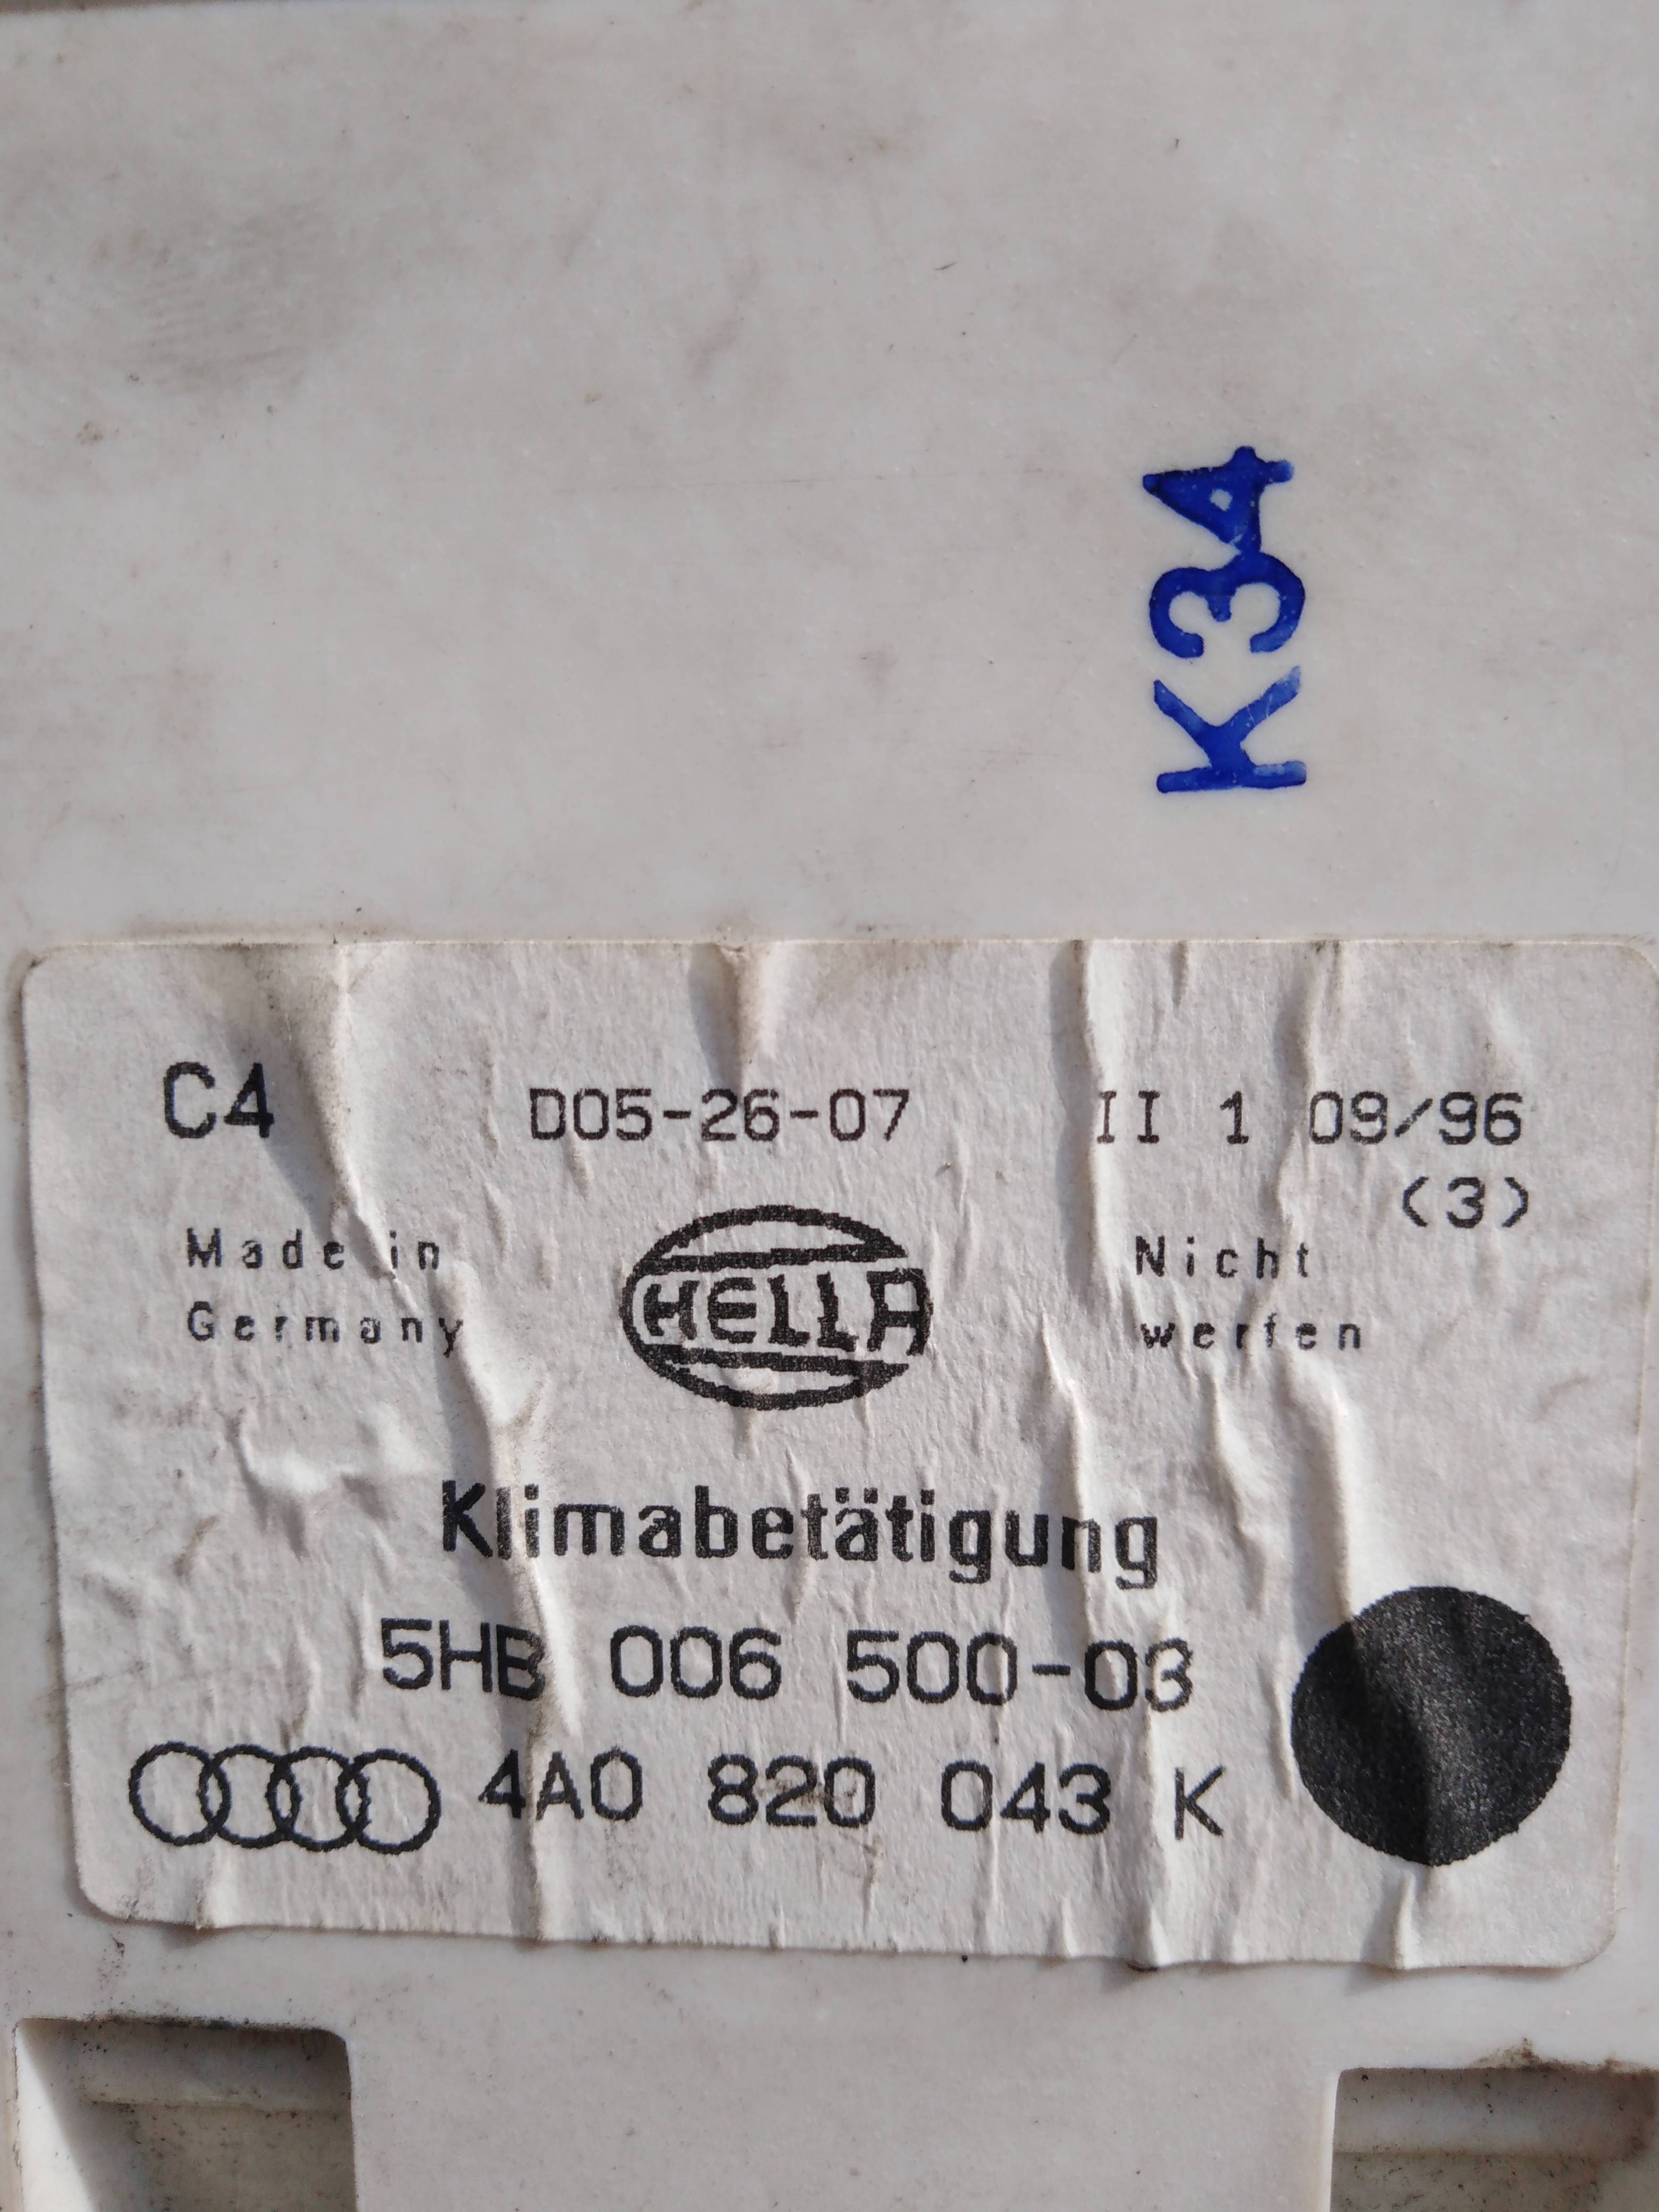 K34
C4 D05-26-07 II 1 09/96
(3)
Made in Germany
HELLA
Nicht werfen
Klimabetätigung
5HB 006 500-03
4A0 820 043 K